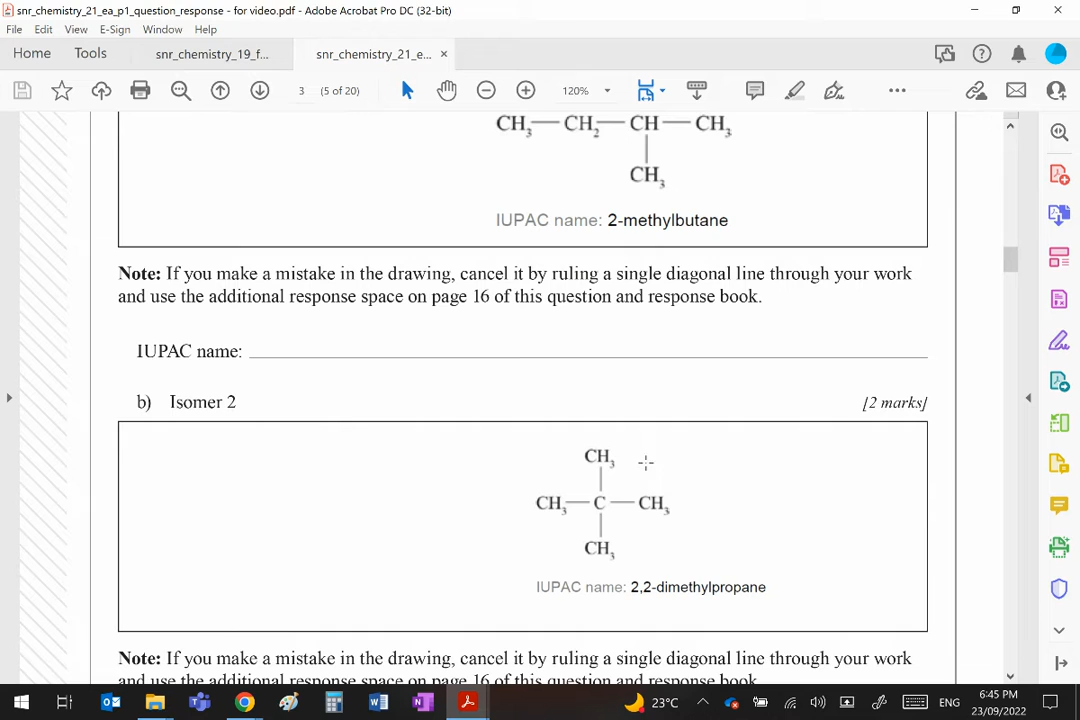 snr_chemistry_21_ea_p1_question_response - for video.pdf - Adobe Acrobat Pro DC (32-bit)
File Edit View E-Sign Window Help
Home Tools snr_chemistry_19_f... snr_chemistry_21_e... ×
3 (5 of 20) 120%
CH3—CH2—CH—CH3
CH3
IUPAC name: 2-methylbutane
Note: If you make a mistake in the drawing, cancel it by ruling a single diagonal line through your work
and use the additional response space on page 16 of this question and response book.
IUPAC name:
b) Isomer 2 [2 marks]
CH3
CH3—C—CH3
CH3
IUPAC name: 2,2-dimethylpropane
Note: If you make a mistake in the drawing, cancel it by ruling a single diagonal line through your work
and use the additional response space on page 16 of this question and response book.
23°C ENG 6:45 PM
23/09/2022